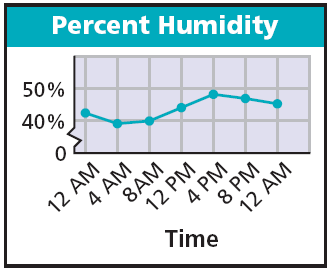 Percent Humidity
50%
40%
0
12 AM
4 AM
8AM
12 PM
4 PM
8 PM
12 AM
Time